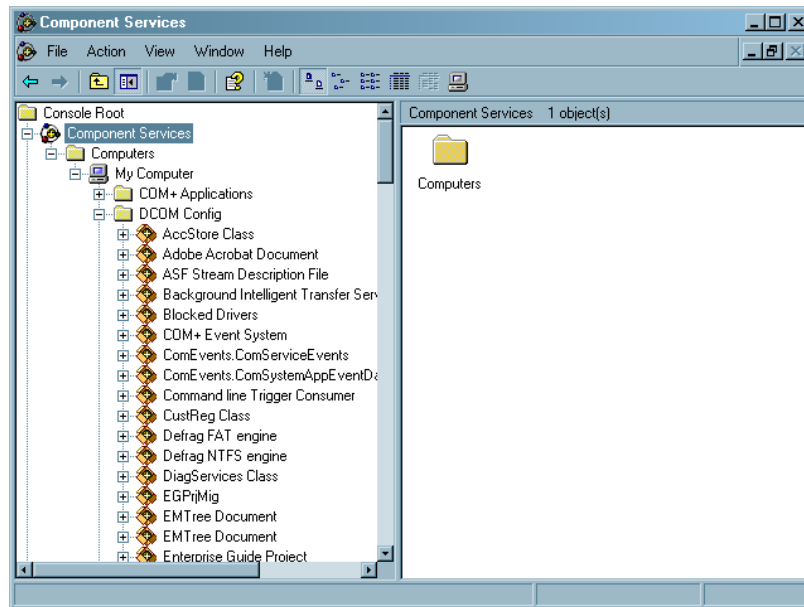 Component Services
File Action View Window Help
Console Root
Component Services
Computers
My Computer
COM+ Applications
DCOM Config
AccStore Class
Adobe Acrobat Document
ASF Stream Description File
Background Intelligent Transfer Serv
Blocked Drivers
COM+ Event System
ComEvents.ComServiceEvents
ComEvents.ComSystemAppEventDa
Command line Trigger Consumer
CustReg Class
Defrag FAT engine
Defrag NTFS engine
DiagServices Class
EGPrjMig
EMTree Document
EMTree Document
Enterprise Guide Project
Component Services 1 object(s)
Computers